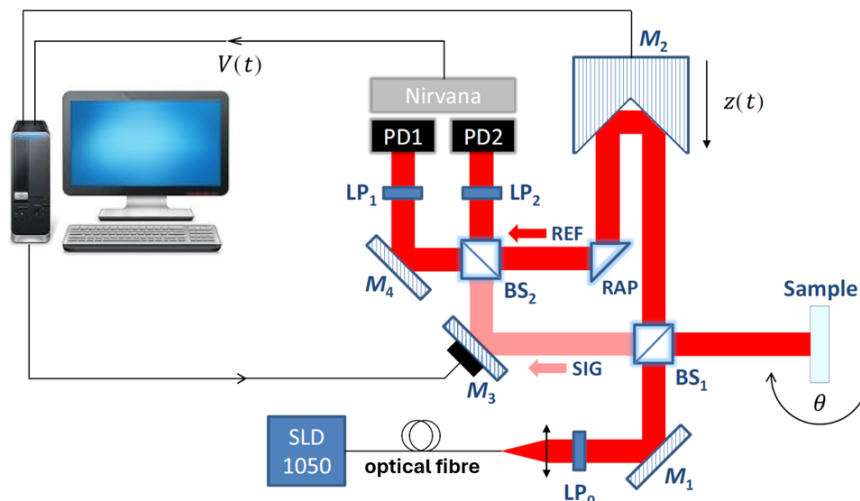 M₂
V(t)
z(t)
Nirvana
PD1
PD2
LP₁
LP₂
REF
M₄
BS₂
RAP
Sample
SIG
BS₁
M₃
θ
SLD
1050
optical fibre
LP₀
M₁